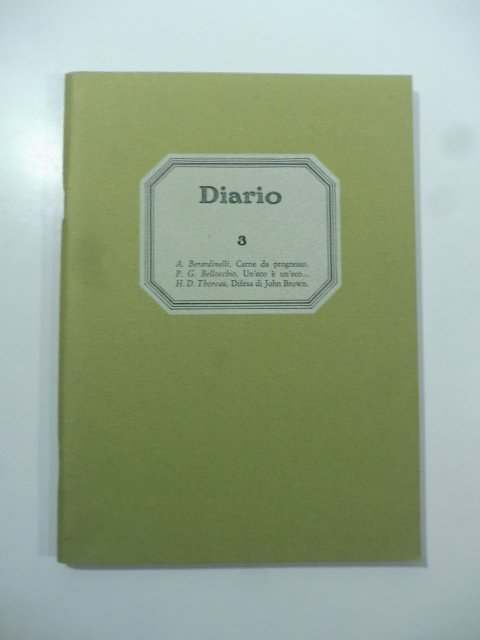 Diario
3
A. Berardinelli, Carne da progresso.
P. G. Bellocchio, Un'eco è un'eco...
H. D. Thoreau, Difesa di John Brown.